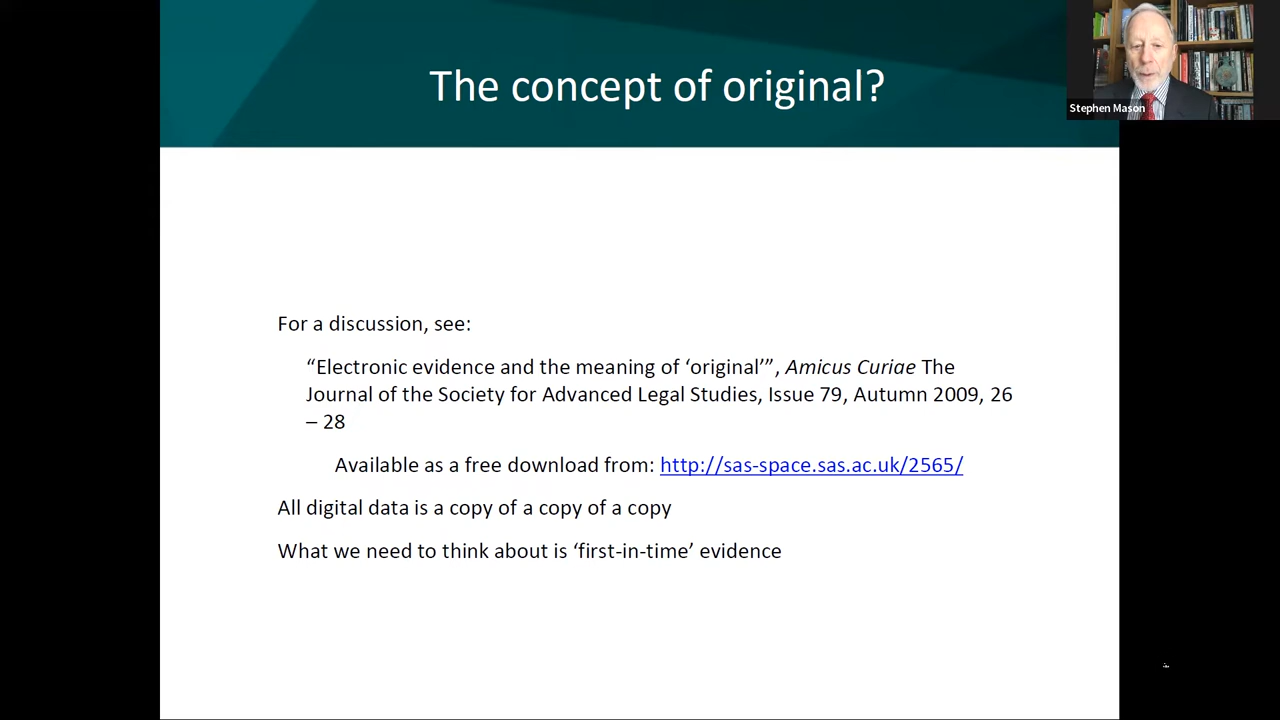 The concept of original?
Stephen Mason
For a discussion, see:
“Electronic evidence and the meaning of ‘original’”, Amicus Curiae The
Journal of the Society for Advanced Legal Studies, Issue 79, Autumn 2009, 26
– 28
Available as a free download from: http://sas-space.sas.ac.uk/2565/
All digital data is a copy of a copy of a copy
What we need to think about is ‘first-in-time’ evidence